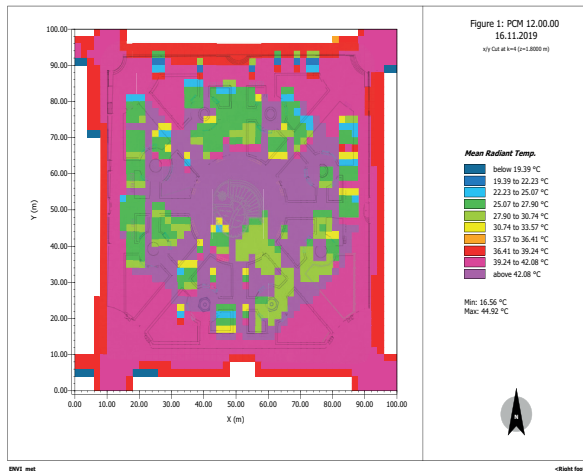 Figure 1: PCM 12.00.00
16.11.2019
x/y Cut at k=4 (z=1.8000 m)
100.00
90.00
80.00
70.00
60.00
50.00
40.00
30.00
20.00
10.00
0.00
Y (m)
0.00 10.00 20.00 30.00 40.00 50.00 60.00 70.00 80.00 90.00 100.00
X (m)
Mean Radiant Temp.
below 19.39 °C
19.39 to 22.23 °C
22.23 to 25.07 °C
25.07 to 27.90 °C
27.90 to 30.74 °C
30.74 to 33.57 °C
33.57 to 36.41 °C
36.41 to 39.24 °C
39.24 to 42.08 °C
above 42.08 °C
Min: 16.56 °C
Max: 44.92 °C
N
ENVI_met
<Right foo